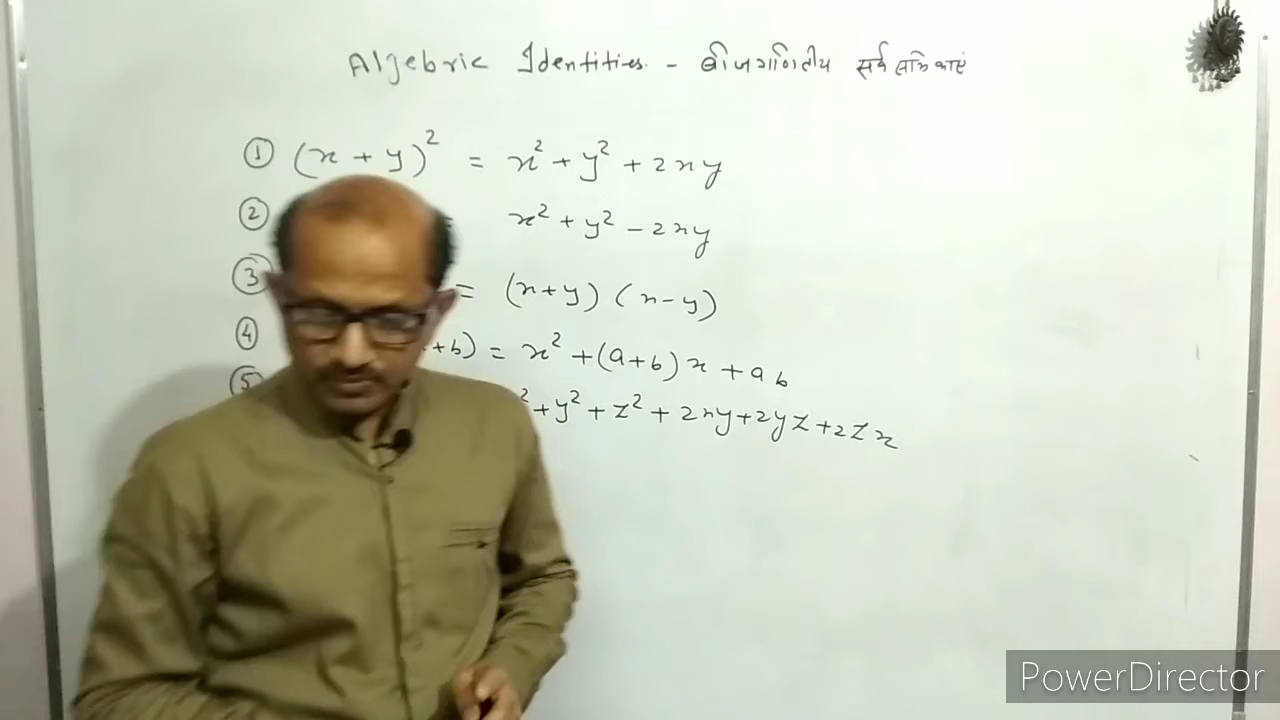 Algebric Identities - बीजगणितीय सर्वसमिकाएं
① (x + y)² = x² + y² + 2xy
② = x² + y² - 2xy
③ = (x+y) (x-y)
④ +b) = x² + (a+b) x + ab
⑤ ² + y² + z² + 2xy + 2yz + 2zx
PowerDirector